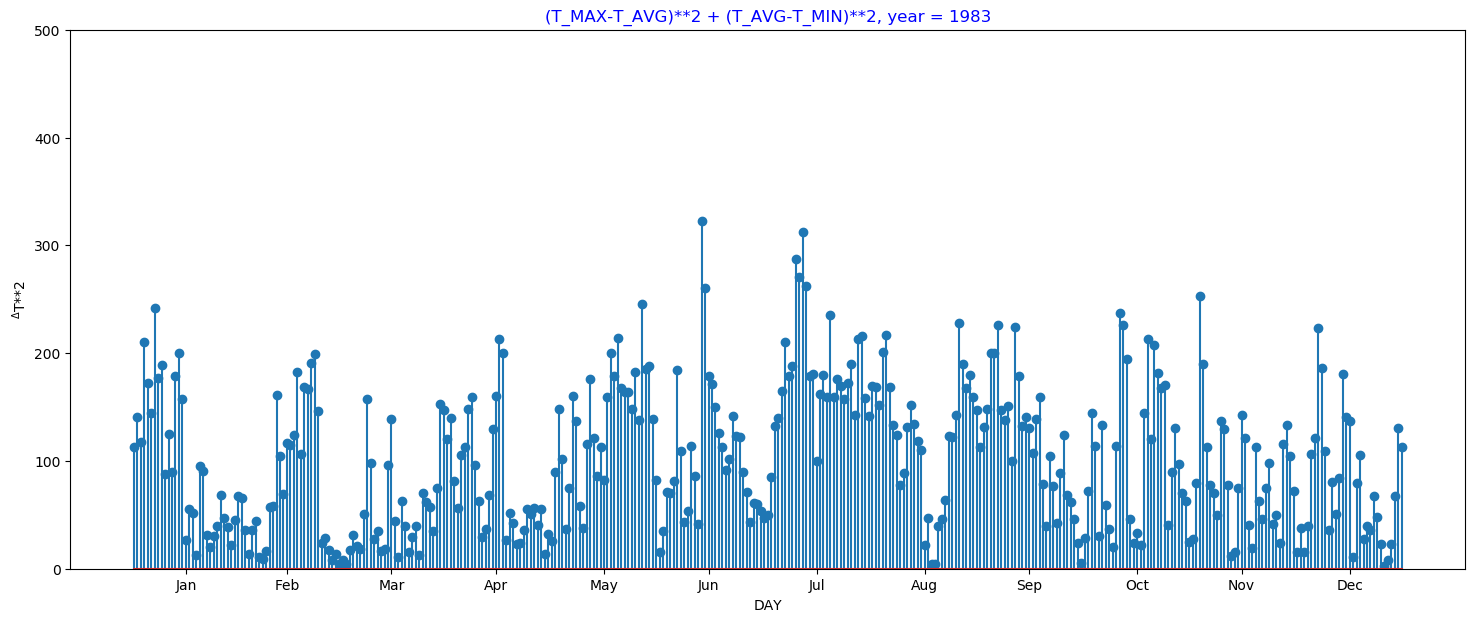 (T_MAX-T_AVG)**2 + (T_AVG-T_MIN)**2, year = 1983
500
400
300
200
100
0
ΔT**2
Jan Feb Mar Apr May Jun Jul Aug Sep Oct Nov Dec
DAY